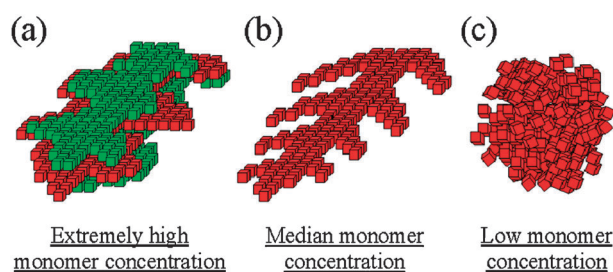 (a)
(b)
(c)
Extremely high
monomer concentration
Median monomer
concentration
Low monomer
concentration